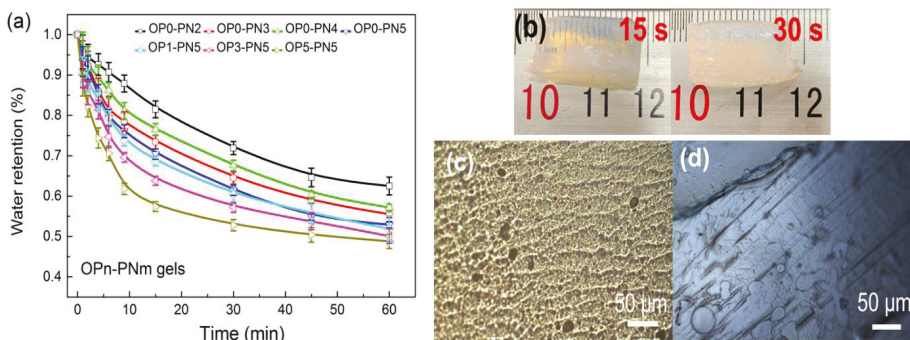 (a)
OP0-PN2 OP0-PN3 OP0-PN4 OP0-PN5
OP1-PN5 OP3-PN5 OP5-PN5
Water retention (%)
1.0
0.9
0.8
0.7
0.6
0.5
0.4
OPn-PNm gels
0 10 20 30 40 50 60
Time (min)
(b)
15 s
30 s
10 11 12
10 11 12
(c)
50 µm
(d)
50 µm